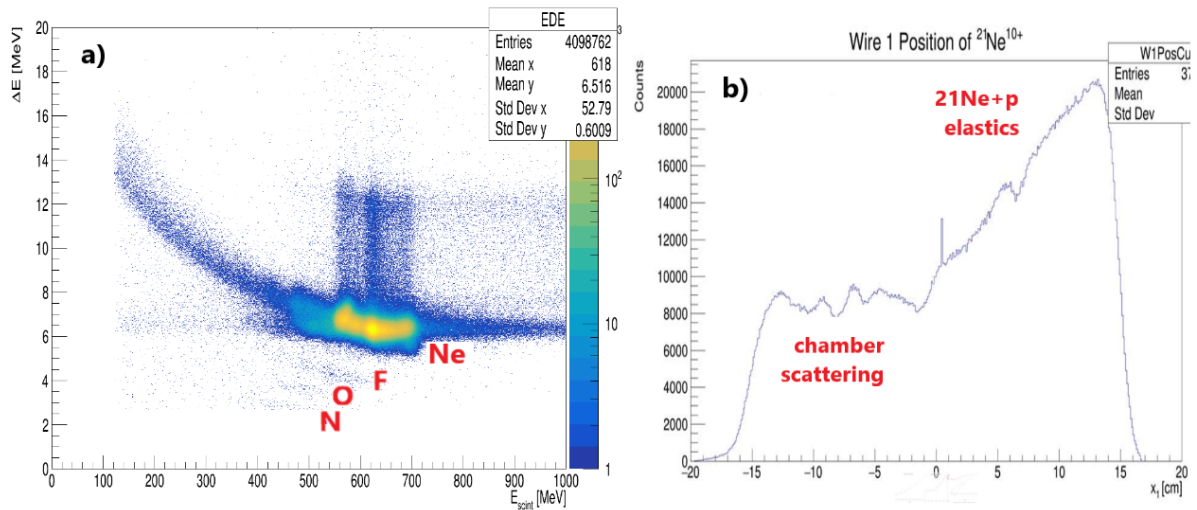 a)
ΔE [MeV]
20
18
16
14
12
10
8
6
4
2
0
0 100 200 300 400 500 600 700 800 900 1000
E_scint [MeV]
EDE
Entries 4098762
Mean x 618
Mean y 6.516
Std Dev x 52.79
Std Dev y 0.6009
3
10²
10
1
Ne
F
O
N
Wire 1 Position of ²¹Ne¹⁰⁺
b)
Counts
20000
18000
16000
14000
12000
10000
8000
6000
4000
2000
0
−20 −15 −10 −5 0 5 10 15 20
x₁ [cm]
W1PosCu
Entries 37
Mean
Std Dev
21Ne+p
elastics
chamber
scattering